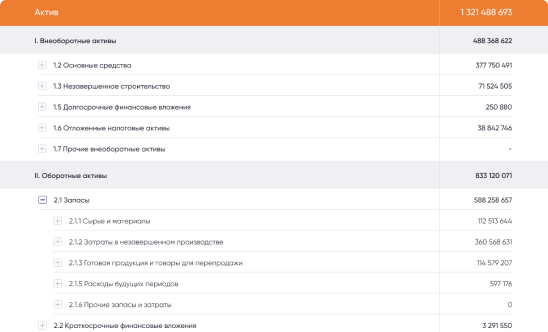 Актив 1 321 488 693
I. Внеоборотные активы 488 368 622
1.2 Основные средства 377 750 491
1.3 Незавершенное строительство 71 524 505
1.5 Долгосрочные финансовые вложения 250 880
1.6 Отложенные налоговые активы 38 842 746
1.7 Прочие внеоборотные активы -
II. Оборотные активы 833 120 071
2.1 Запасы 588 258 657
2.1.1 Сырье и материалы 112 513 644
2.1.2 Затраты в незавершенном производстве 360 568 631
2.1.3 Готовая продукция и товары для перепродажи 114 579 207
2.1.5 Расходы будущих периодов 597 176
2.1.6 Прочие запасы и затраты 0
2.2 Краткосрочные финансовые вложения 3 291 550